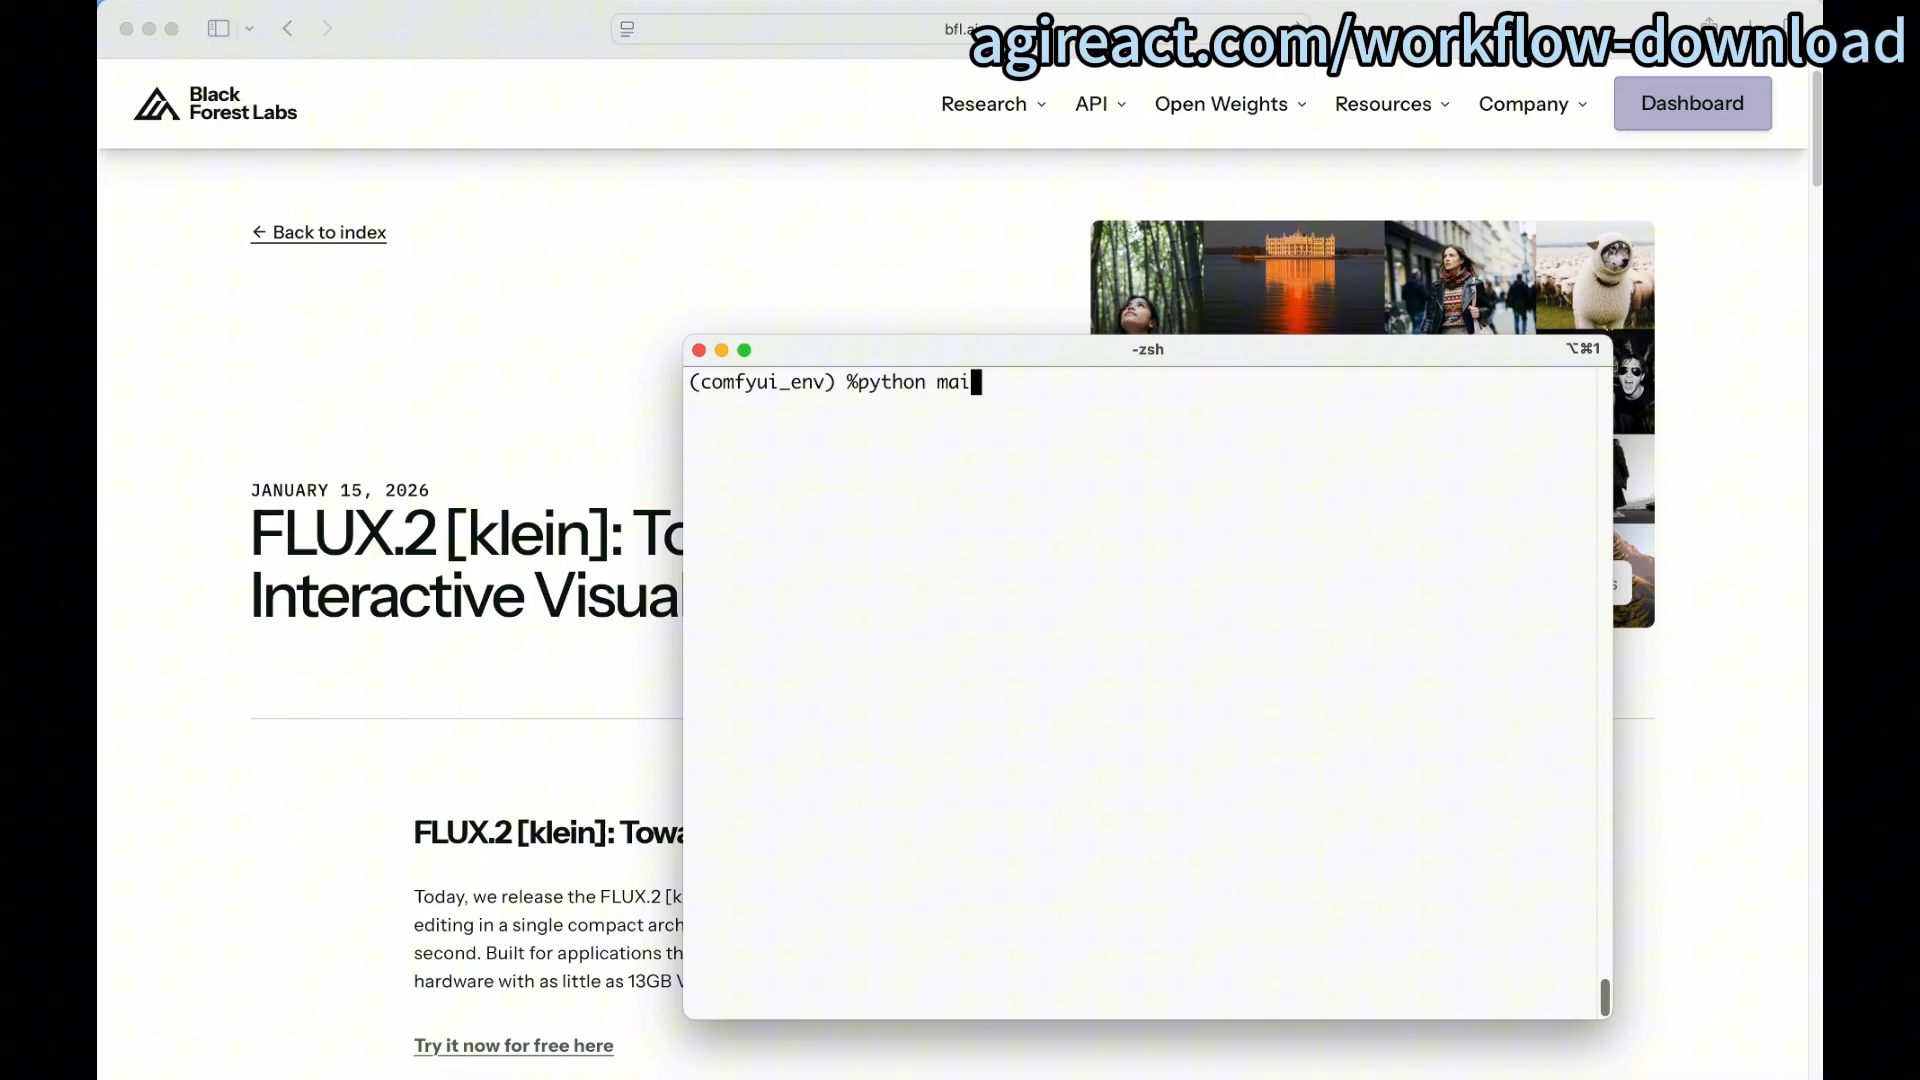 bfl.ai
agireact.com/workflow-download
Black
Forest Labs
Research
API
Open Weights
Resources
Company
Dashboard
← Back to index
-zsh
⌥⌘1
(comfyui_env) %python mai
JANUARY 15, 2026
FLUX.2 [klein]: To
Interactive Visual
FLUX.2 [klein]: Towa
Today, we release the FLUX.2 [k
editing in a single compact arch
second. Built for applications th
hardware with as little as 13GB V
Try it now for free here